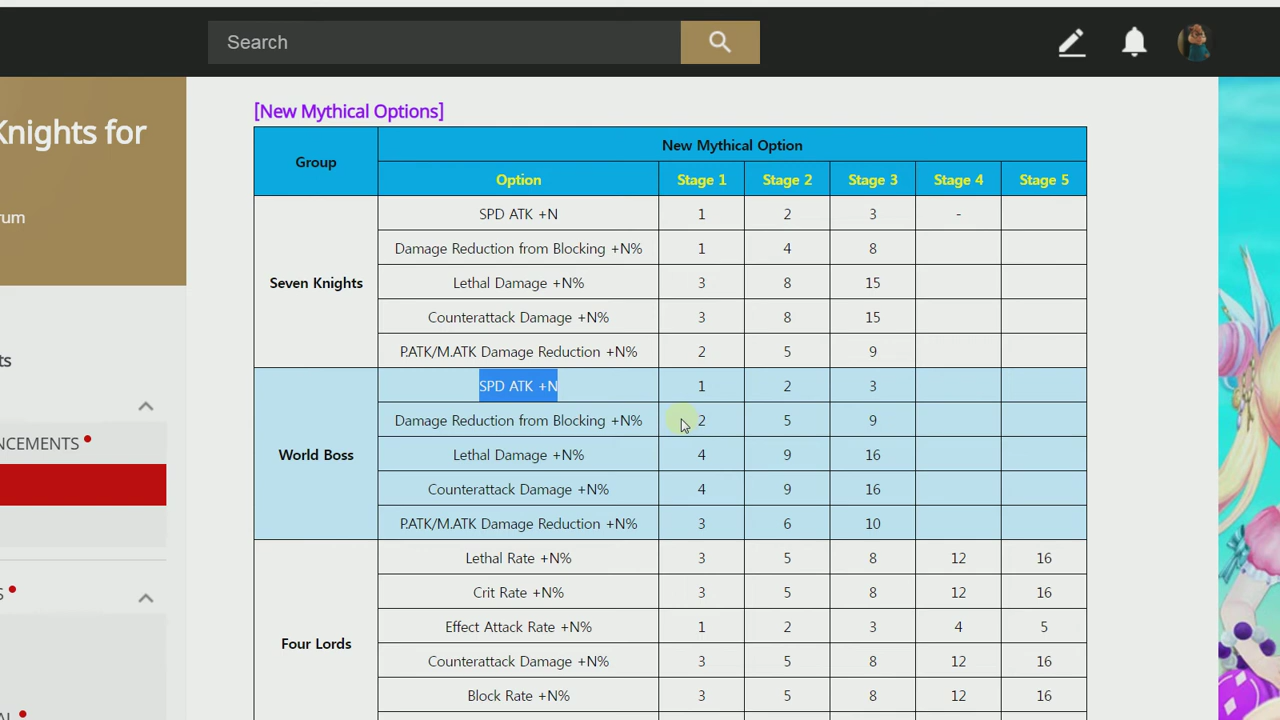 Search
Knights for
rum
ts
NCEMENTS
S
AL
[New Mythical Options]
Group New Mythical Option
Option Stage 1 Stage 2 Stage 3 Stage 4 Stage 5
Seven Knights
SPD ATK +N 1 2 3 -
Damage Reduction from Blocking +N% 1 4 8
Lethal Damage +N% 3 8 15
Counterattack Damage +N% 3 8 15
P.ATK/M.ATK Damage Reduction +N% 2 5 9
World Boss
SPD ATK +N 1 2 3
Damage Reduction from Blocking +N% 2 5 9
Lethal Damage +N% 4 9 16
Counterattack Damage +N% 4 9 16
P.ATK/M.ATK Damage Reduction +N% 3 6 10
Four Lords
Lethal Rate +N% 3 5 8 12 16
Crit Rate +N% 3 5 8 12 16
Effect Attack Rate +N% 1 2 3 4 5
Counterattack Damage +N% 3 5 8 12 16
Block Rate +N% 3 5 8 12 16